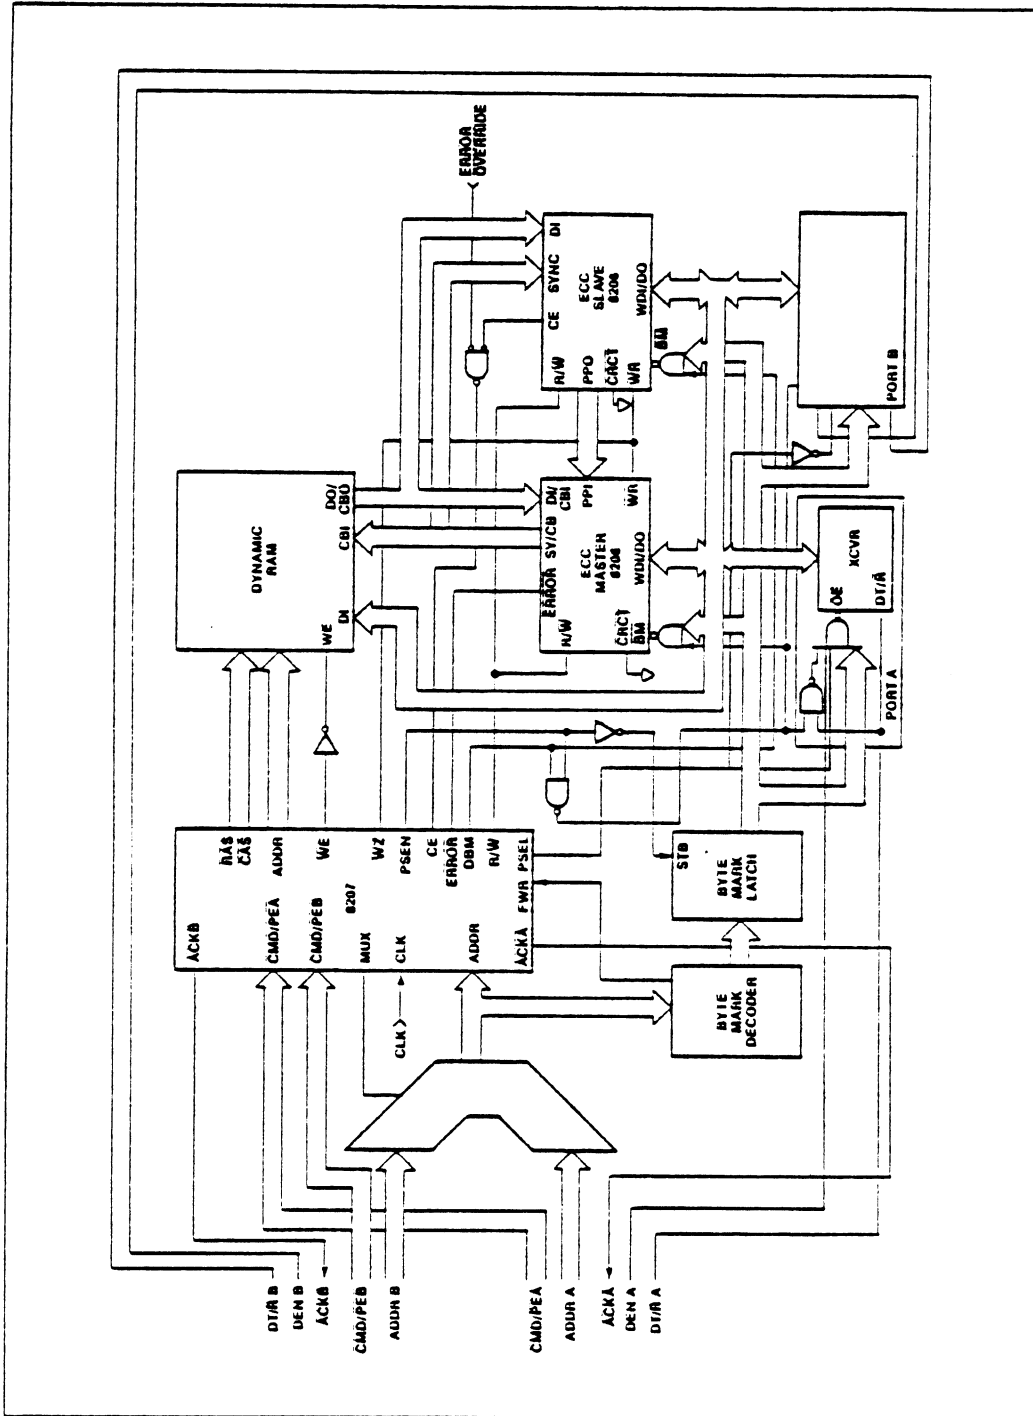 DT/R̄ B
DEN B
ACKB
CMD/PEB
ADDR B
CMD/PEA
ADDR A
ACKA
DEN A
DT/R̄ A
CLK
ACKB
CMD/PEA
CMD/PEB
MUX
CLK
ADDR
ACKA
8207
FWR
PSEL
RAS
CAS
ADDR
WE
WZ
PSEN
CE
ERROR
DBM
R/W
BYTE
MARK
DECODER
STB
BYTE
MARK
LATCH
DYNAMIC
RAM
WE
DI
CBI
DO/
CBO
ERROR
SY/CB
DI/
CBI
R/W
PPI
ECC
MASTER
8206
CRCT
BM
WDI/DO
WR
CE
SYNC
DI
R/W
PPO
CRCT
WR
ECC
SLAVE
8206
WDI/DO
BM
ERROR
OVERRIDE
OE
XCVR
DT/R̄
PORT A
PORT B